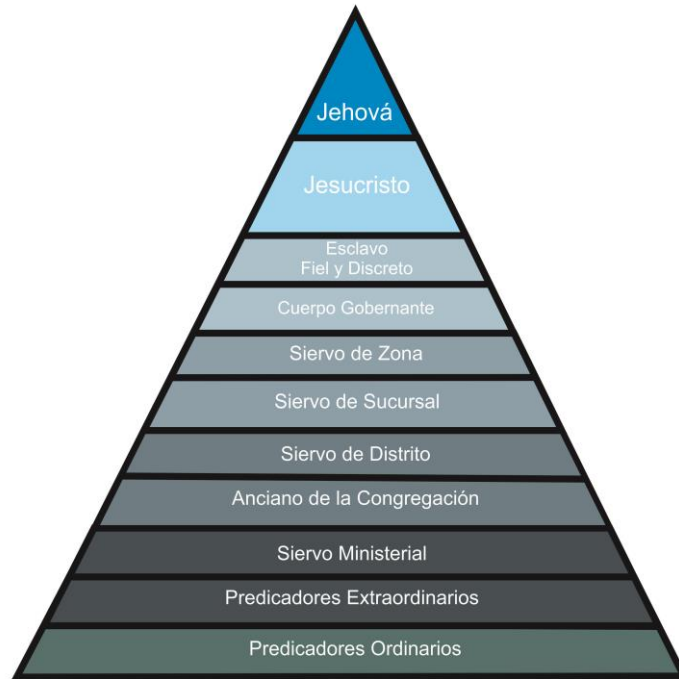 Jehová
Jesucristo
Esclavo
Fiel y Discreto
Cuerpo Gobernante
Siervo de Zona
Siervo de Sucursal
Siervo de Distrito
Anciano de la Congregación
Siervo Ministerial
Predicadores Extraordinarios
Predicadores Ordinarios